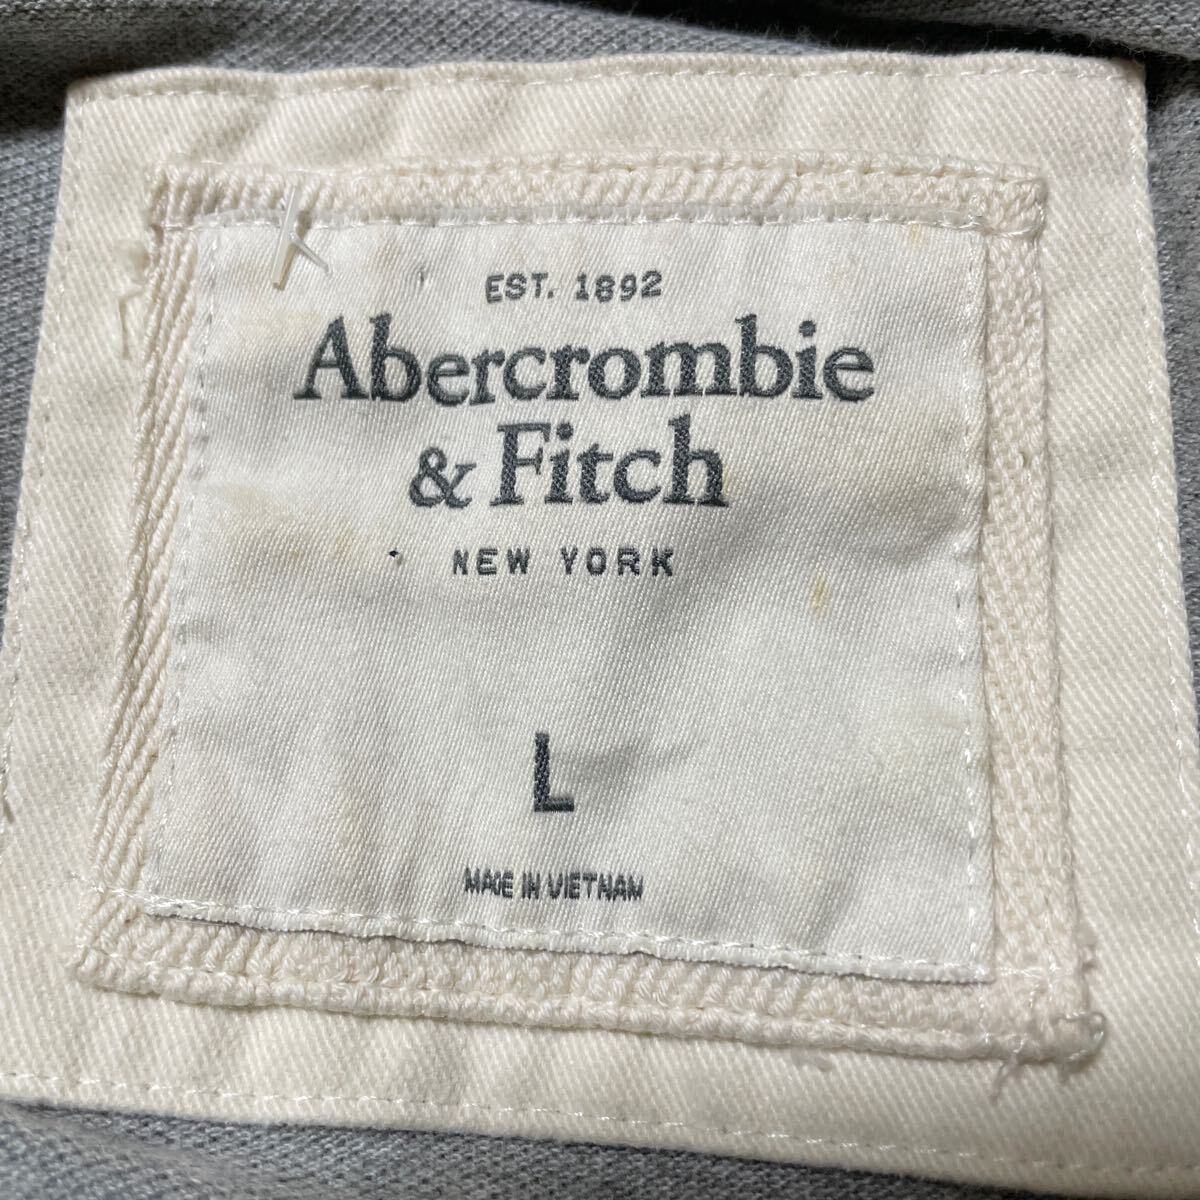 EST. 1892
Abercrombie
& Fitch
NEW YORK
L
MADE IN VIETNAM